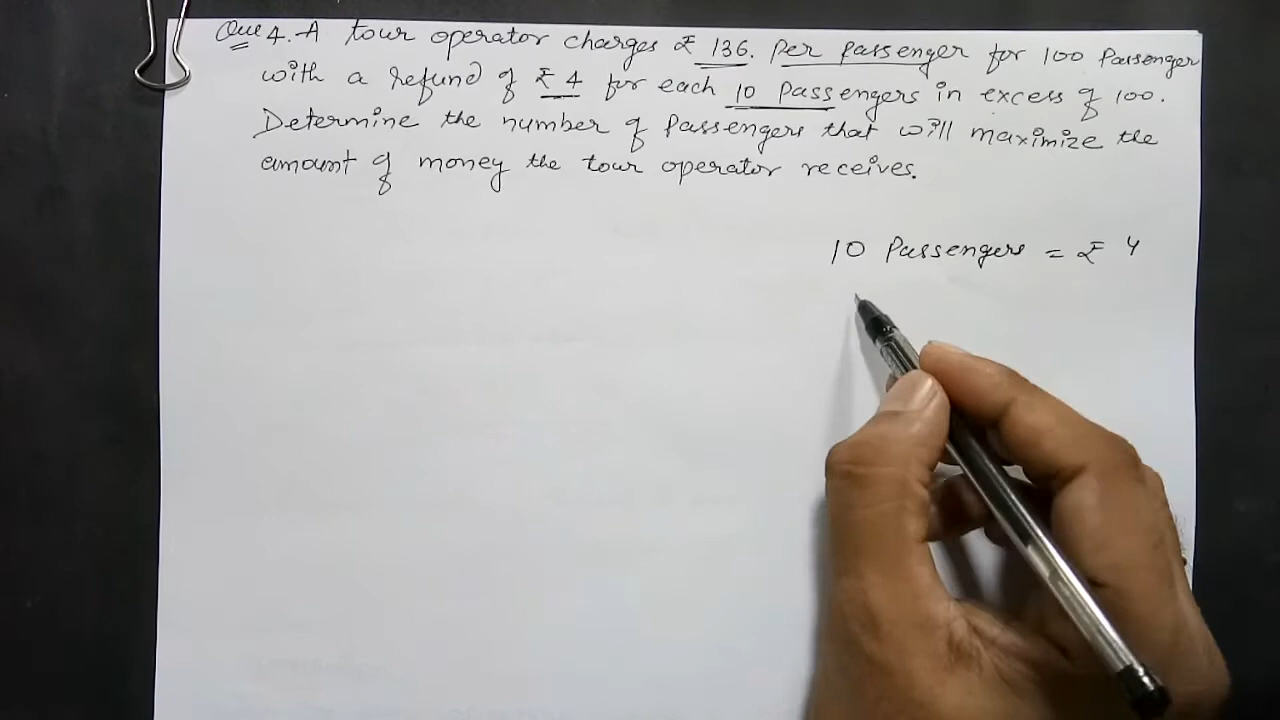 Que 4. A tour operator charges ₹ 136. Per passenger for 100 Passenger
with a refund of ₹ 4 for each 10 Passengers in excess of 100.
Determine the number of passengers that will maximize the
amount of money the tour operator receives.
10 Passengers = ₹ 4